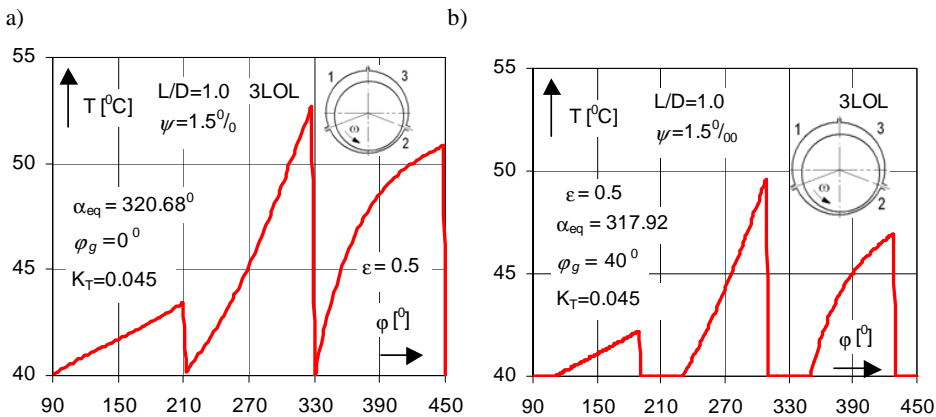 a)
55
50
45
40
T [⁰C]
L/D=1.0 3LOL
ψ=1.5⁰/₀
1 3
ω
2
α_eq = 320.68⁰
φ_g=0⁰
K_T=0.045
ε = 0.5
φ [⁰]
90 150 210 270 330 390 450
b)
55
50
45
40
T [⁰C]
L/D=1.0 3LOL
ψ=1.5⁰/₀₀
1 3
ω
2
ε = 0.5
α_eq = 317.92
φ_g = 40⁰
K_T=0.045
φ [⁰]
90 150 210 270 330 390 450